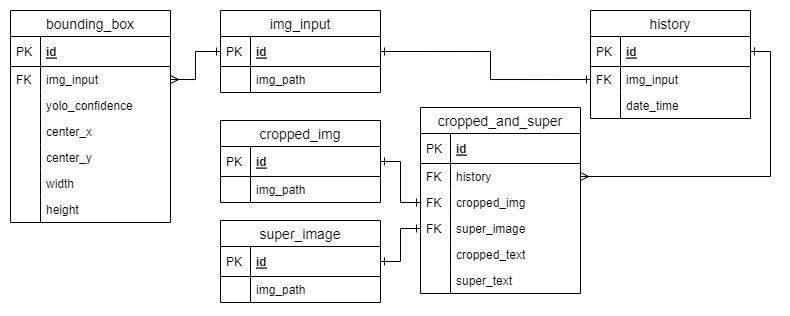 bounding_box
PK id
FK img_input
yolo_confidence
center_x
center_y
width
height
img_input
PK id
img_path
cropped_img
PK id
img_path
super_image
PK id
img_path
history
PK id
FK img_input
date_time
cropped_and_super
PK id
FK history
FK cropped_img
FK super_image
cropped_text
super_text